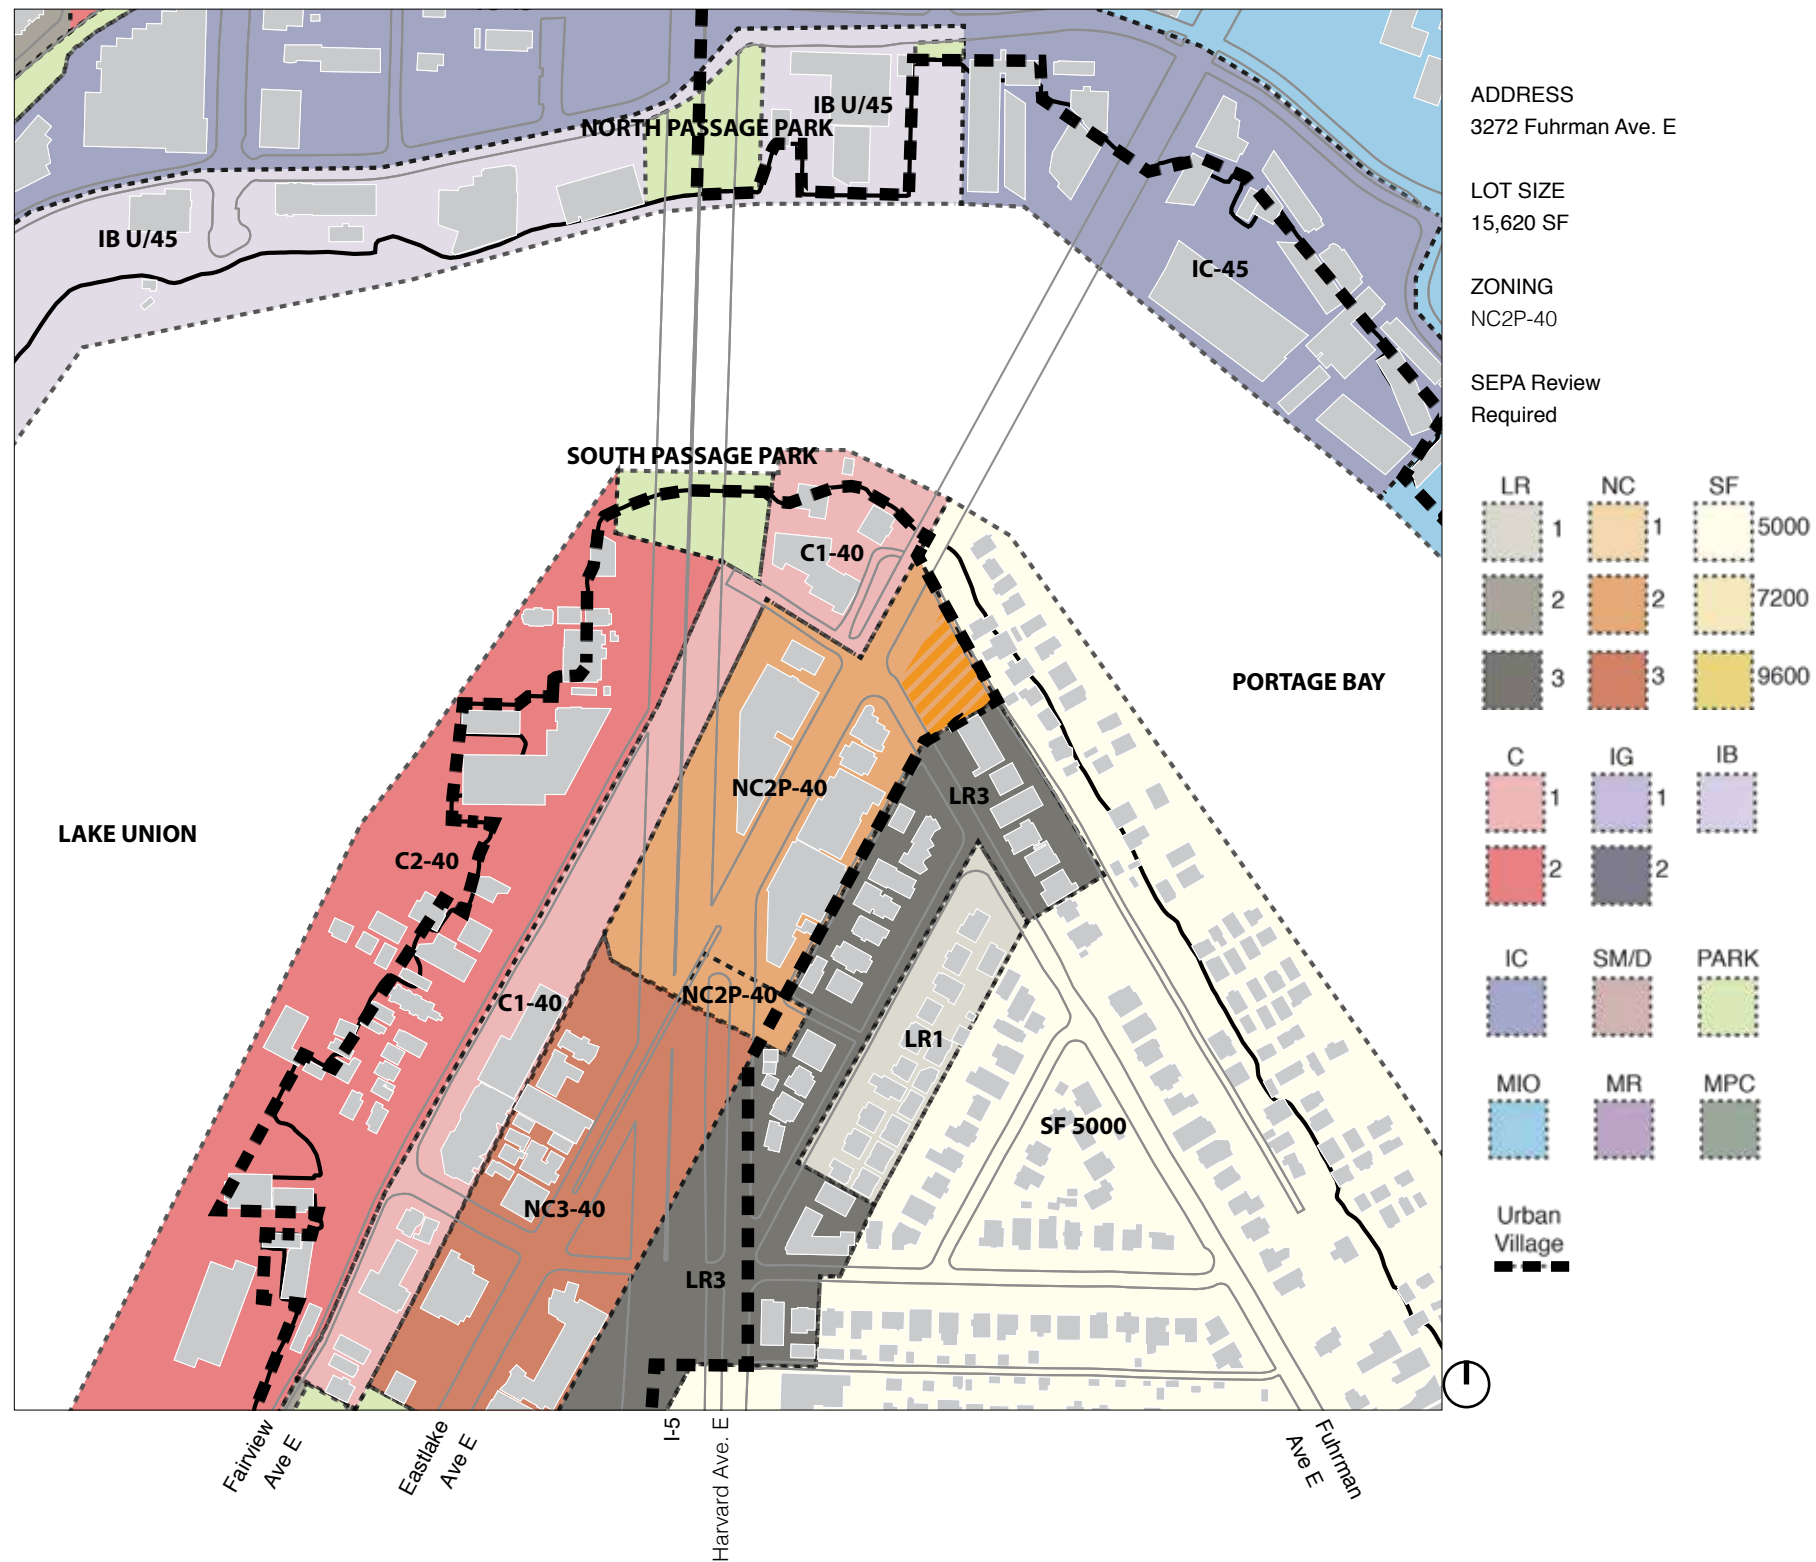 NORTH PASSAGE PARK
IB U/45
IB U/45
IC-45
SOUTH PASSAGE PARK
C1-40
PORTAGE BAY
NC2P-40
LR3
LAKE UNION
C2-40
NC2P-40
C1-40
LR1
SF 5000
NC3-40
LR3
Fairview
Ave E
Eastlake
Ave E
I-5
Harvard Ave. E
Fuhrman
Ave E
ADDRESS
3272 Fuhrman Ave. E
LOT SIZE
15,620 SF
ZONING
NC2P-40
SEPA Review
Required
LR NC SF
1 1 5000
2 2 7200
3 3 9600
C IG IB
1 1
2 2
IC SM/D PARK
MIO MR MPC
Urban
Village